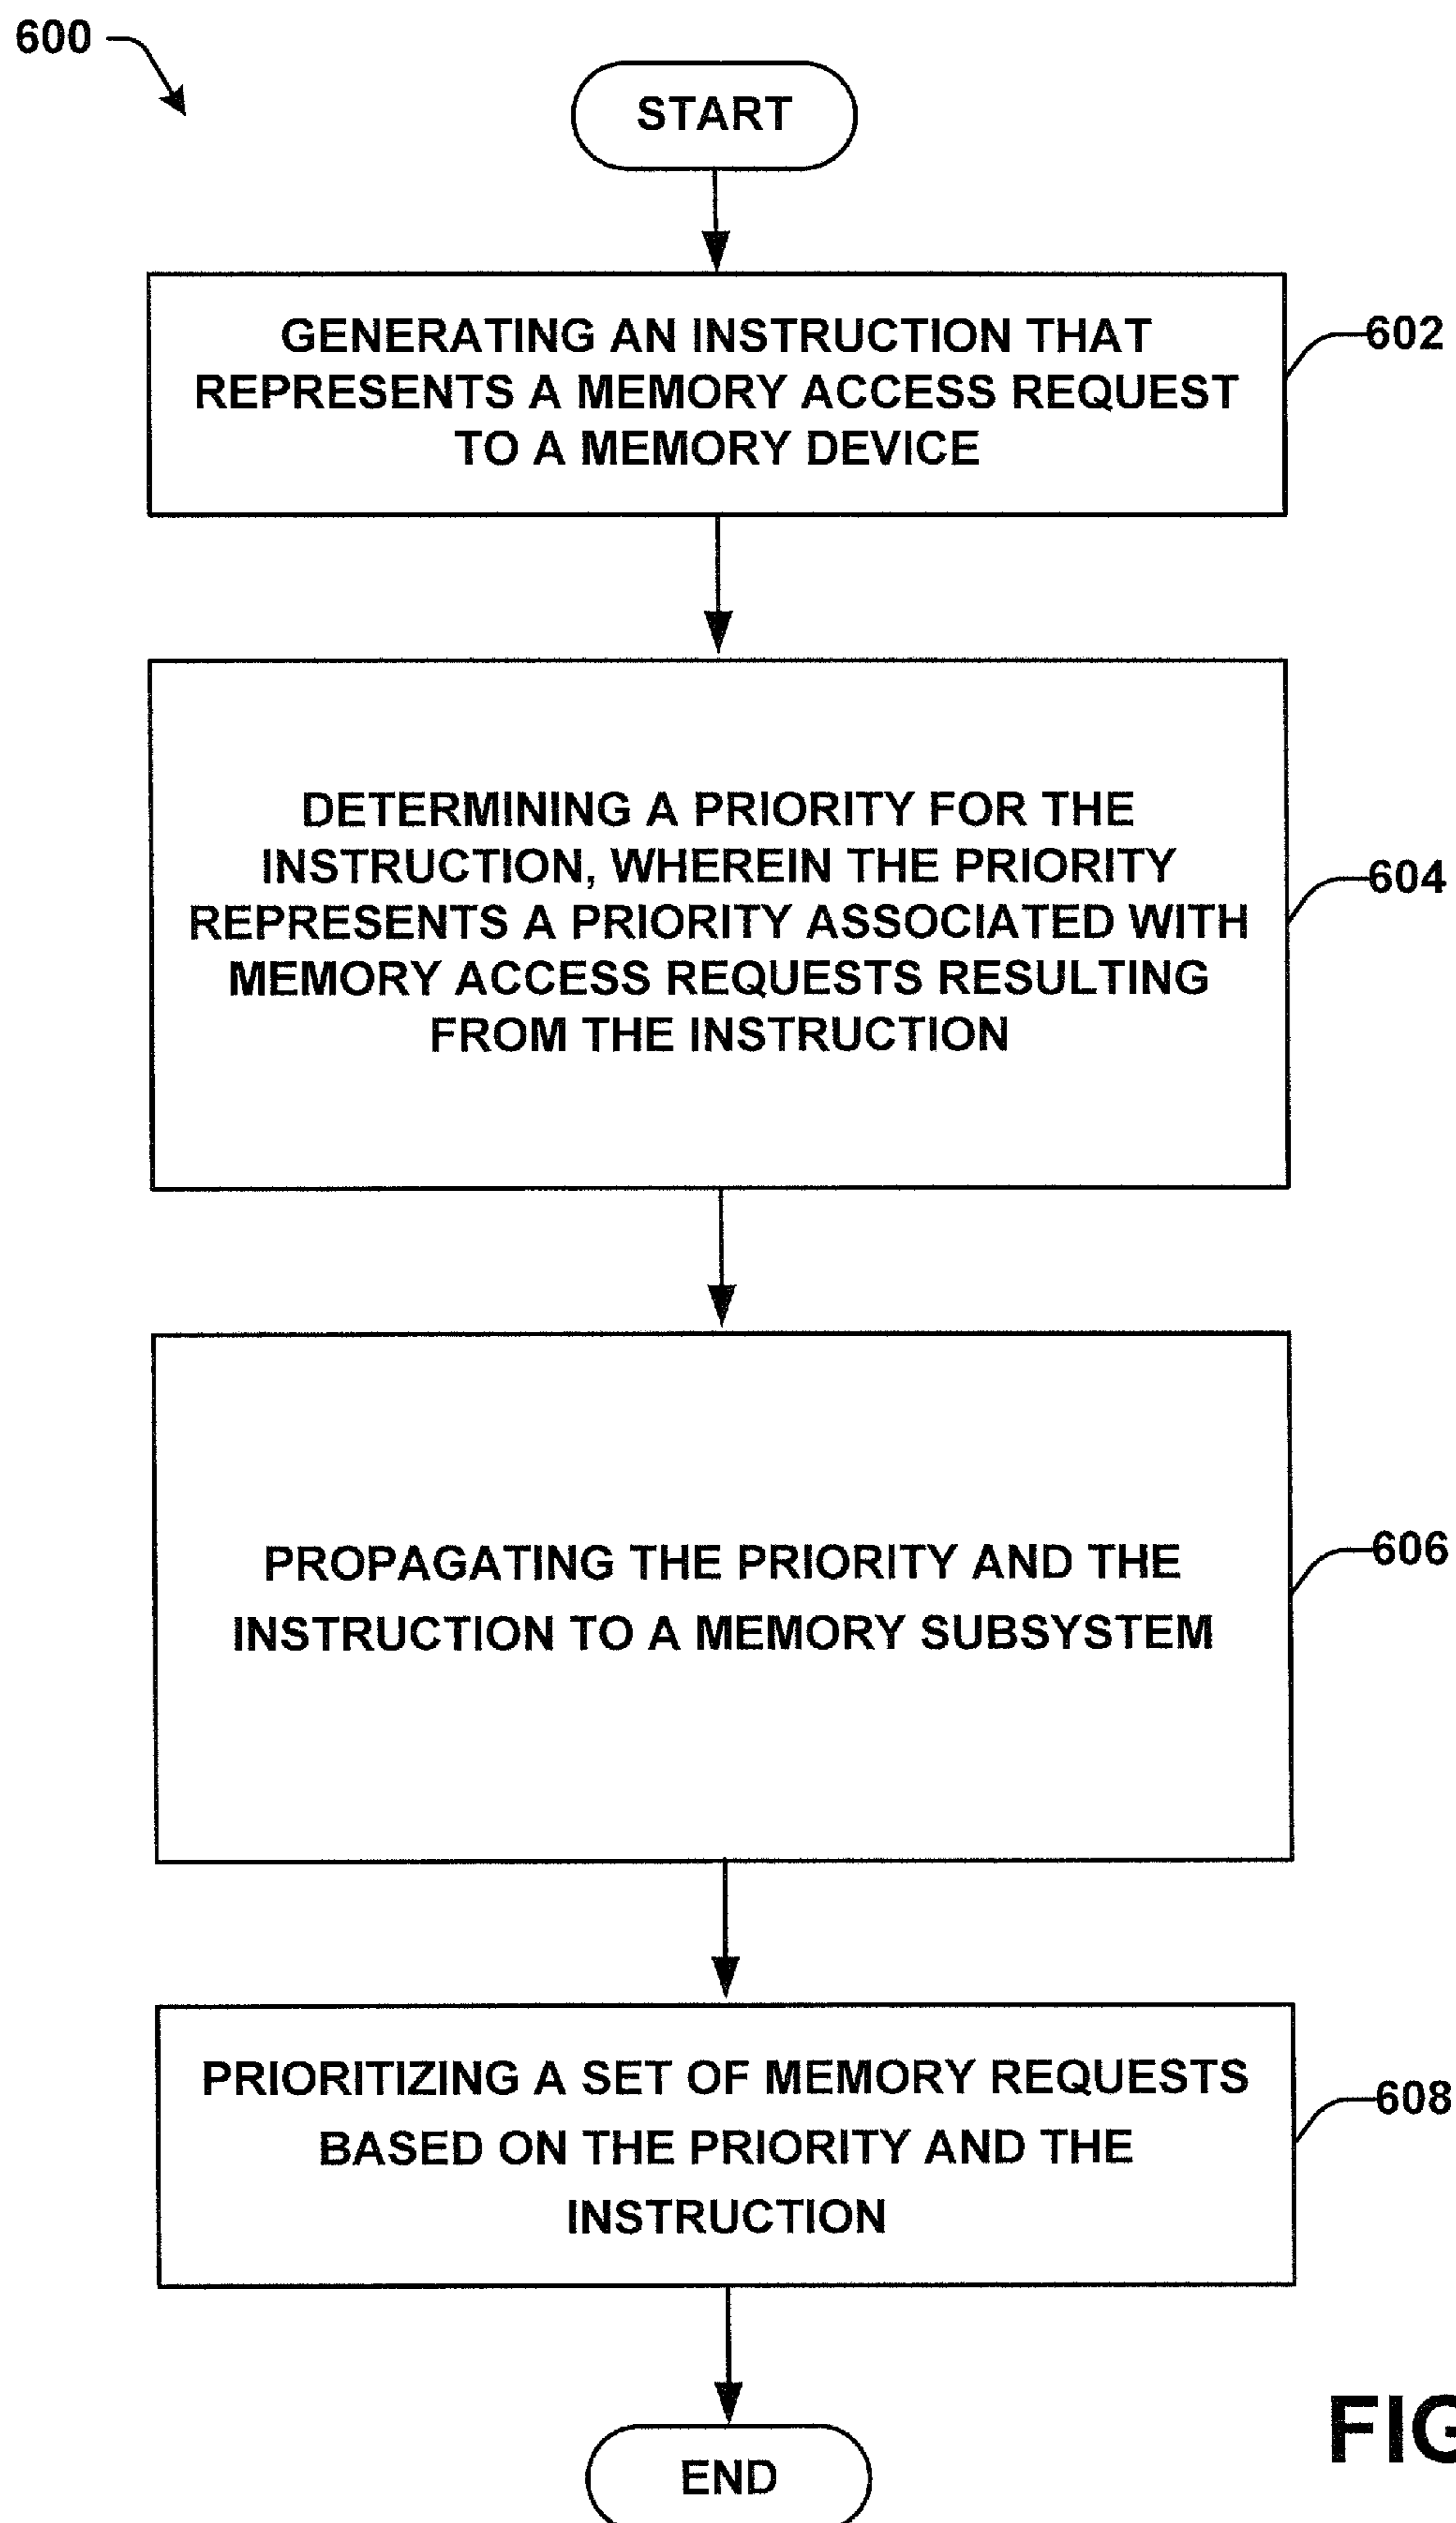 600
START
GENERATING AN INSTRUCTION THAT
REPRESENTS A MEMORY ACCESS REQUEST
TO A MEMORY DEVICE
602
DETERMINING A PRIORITY FOR THE
INSTRUCTION, WHEREIN THE PRIORITY
REPRESENTS A PRIORITY ASSOCIATED WITH
MEMORY ACCESS REQUESTS RESULTING
FROM THE INSTRUCTION
604
PROPAGATING THE PRIORITY AND THE
INSTRUCTION TO A MEMORY SUBSYSTEM
606
PRIORITIZING A SET OF MEMORY REQUESTS
BASED ON THE PRIORITY AND THE
INSTRUCTION
608
FIG
END